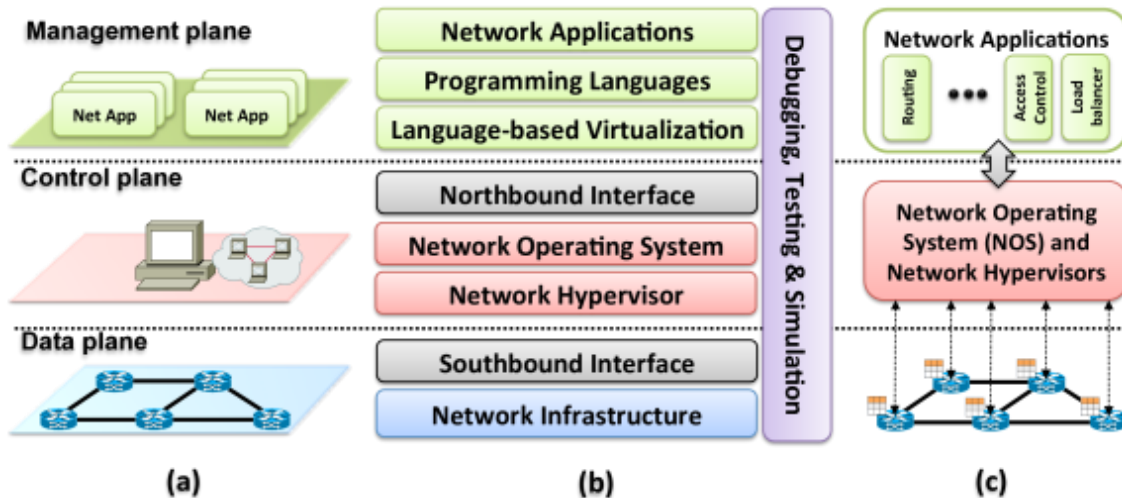 Management plane
Net App
Net App
Control plane
Data plane
(a)
Network Applications
Programming Languages
Language-based Virtualization
Northbound Interface
Network Operating System
Network Hypervisor
Southbound Interface
Network Infrastructure
Debugging, Testing & Simulation
(b)
Network Applications
Routing
•••
Access
Control
Load
balancer
Network Operating
System (NOS) and
Network Hypervisors
(c)